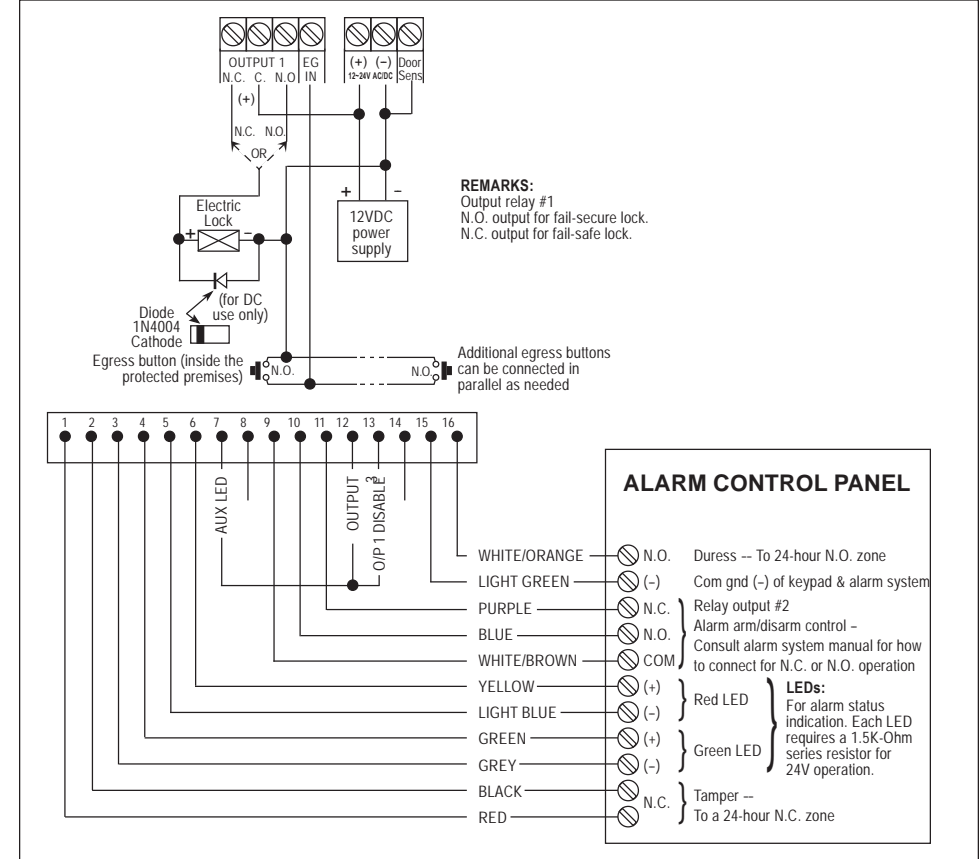 OUTPUT 1 EG IN (+) (–) Door Sens
N.C. C. N.O 12~24V AC/DC
(+)
N.C. N.O.
OR
+ –
12VDC
power
supply
REMARKS:
Output relay #1
N.O. output for fail-secure lock.
N.C. output for fail-safe lock.
Electric
Lock
+ –
(for DC
use only)
Diode
1N4004
Cathode
Egress button (inside the
protected premises)
N.O.
N.O.
Additional egress buttons
can be connected in
parallel as needed
1 2 3 4 5 6 7 8 9 10 11 12 13 14 15 16
AUX LED
OUTPUT 3
O/P 1 DISABLE
ALARM CONTROL PANEL
WHITE/ORANGE N.O. Duress -- To 24-hour N.O. zone
LIGHT GREEN (–) Com gnd (–) of keypad & alarm system
PURPLE N.C. Relay output #2
BLUE N.O. Alarm arm/disarm control –
Consult alarm system manual for how
WHITE/BROWN COM to connect for N.C. or N.O. operation
YELLOW (+)
Red LED
LIGHT BLUE (–)
GREEN (+)
Green LED
GREY (–)
LEDs:
For alarm status
indication. Each LED
requires a 1.5K-Ohm
series resistor for
24V operation.
BLACK
N.C. Tamper --
RED To a 24-hour N.C. zone